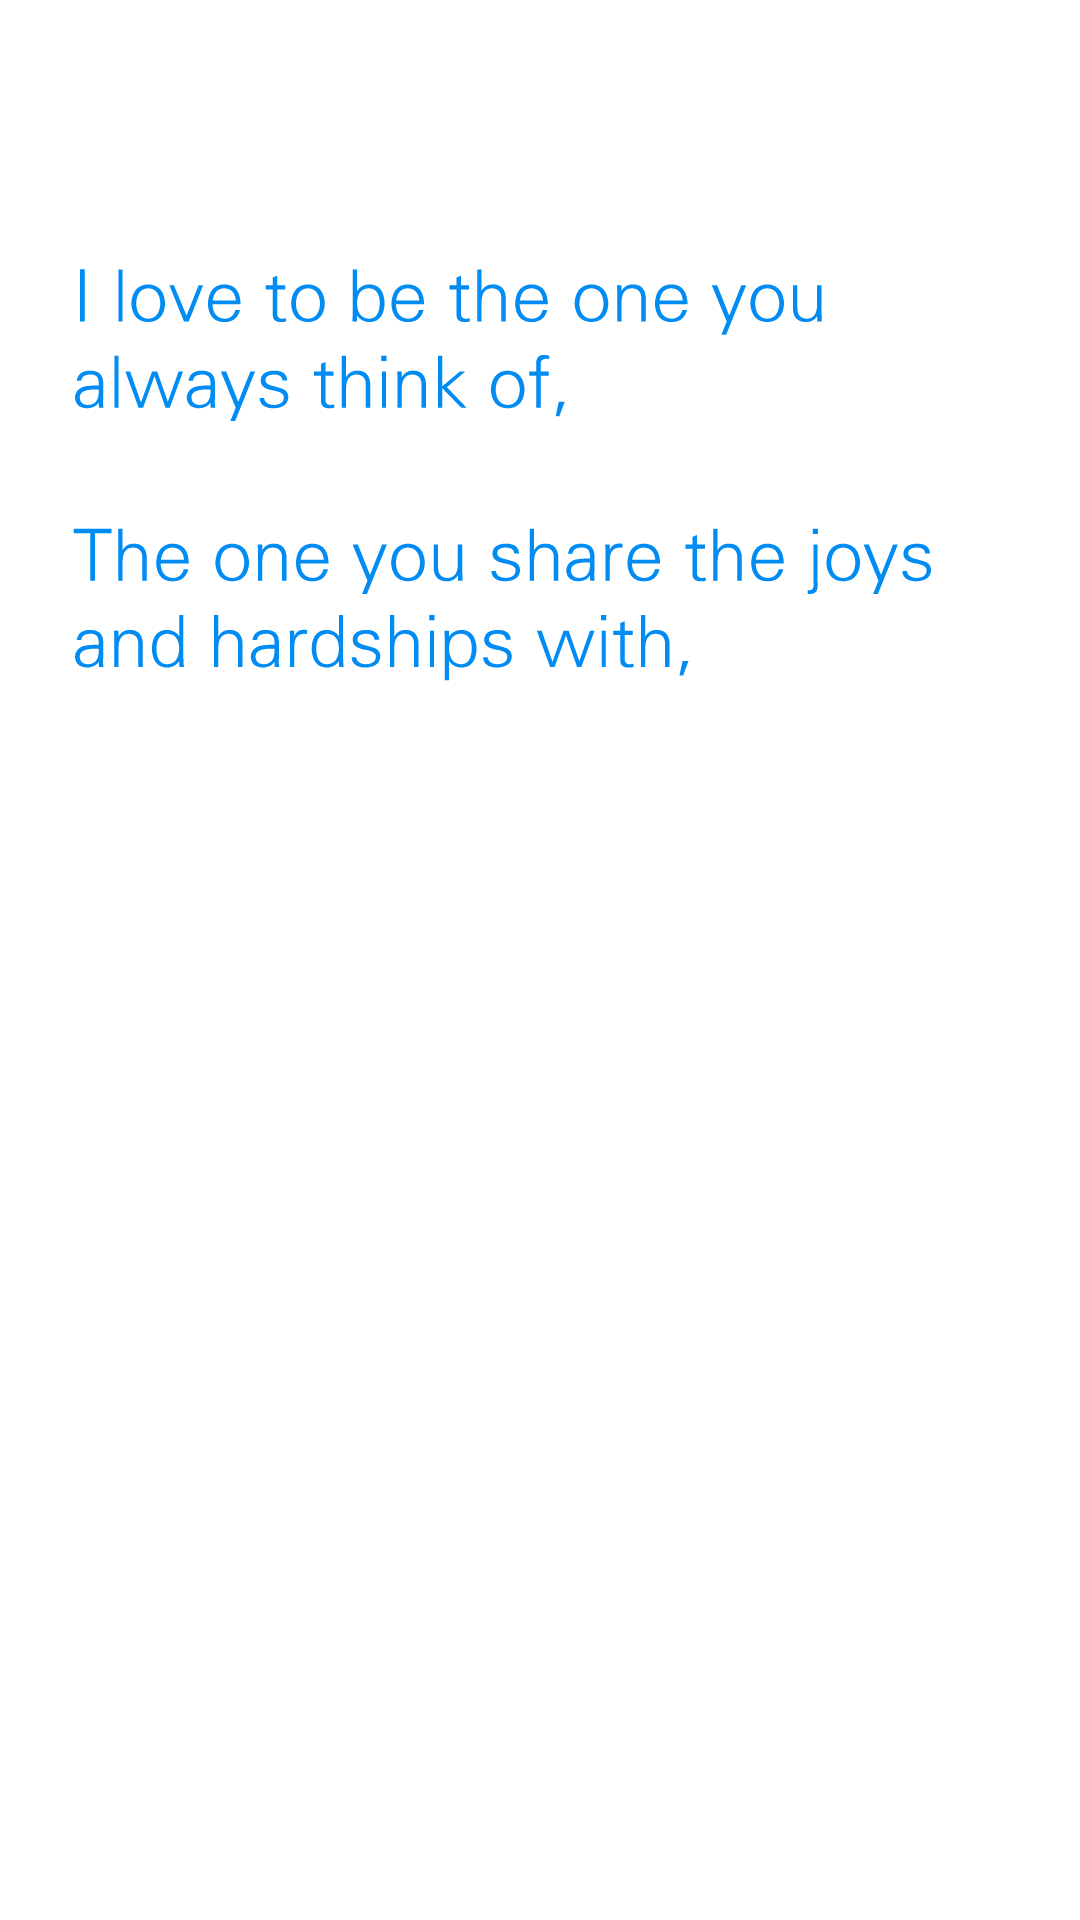 I love to be the one you
always think of,
The one you share the joys
and hardships with,